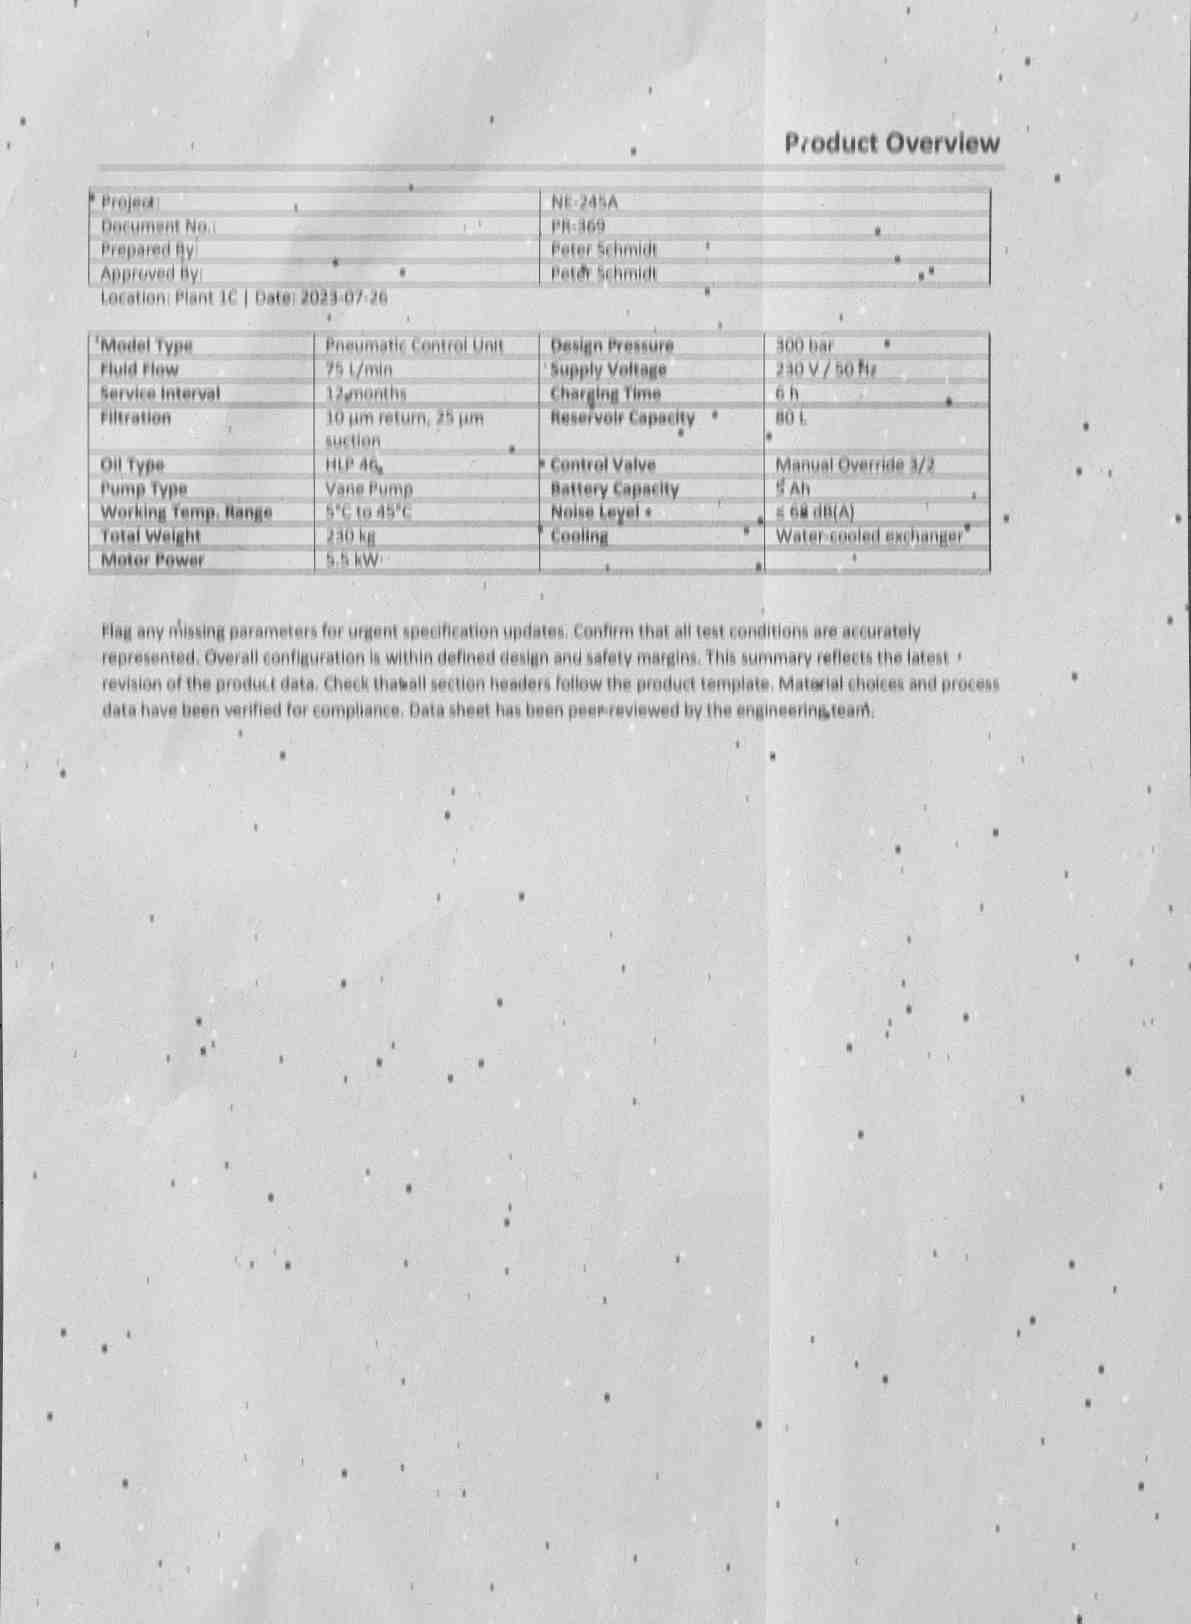 Product Overview
Project: NE-245A
Document No.: PR-369
Prepared By: Peter Schmidt
Approved By: Peter Schmidt
Location: Plant 1C | Date: 2023-07-26
Model Type Pneumatic Control Unit Design Pressure 300 bar
Fluid Flow 75 L/min Supply Voltage 230 V / 50 Hz
Service Interval 12 months Charging Time 6 h
Filtration 10 µm return, 25 µm Reservoir Capacity 80 L
suction
Oil Type HLP 46 Control Valve Manual Override 3/2
Pump Type Vane Pump Battery Capacity 5 Ah
Working Temp. Range 5°C to 45°C Noise Level ≤ 68 dB(A)
Total Weight 230 kg Cooling Water-cooled exchanger
Motor Power 5.5 kW
Flag any missing parameters for urgent specification updates. Confirm that all test conditions are accurately
represented. Overall configuration is within defined design and safety margins. This summary reflects the latest
revision of the product data. Check that all section headers follow the product template. Material choices and process
data have been verified for compliance. Data sheet has been peer-reviewed by the engineering team.